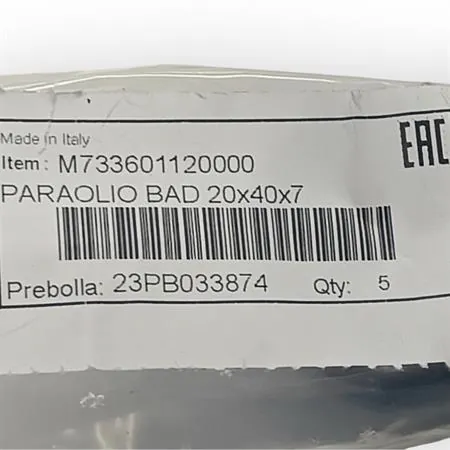 Made in Italy
EAC
Item: M733601120000
PARAOLIO BAD 20x40x7
Prebolla: 23PB033874 Qty: 5